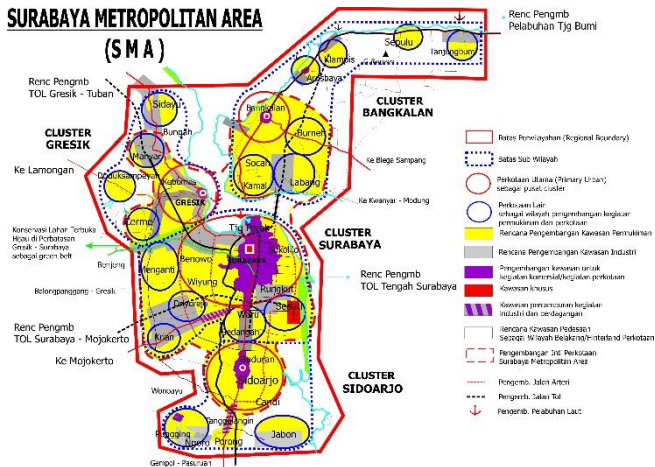 SURABAYA METROPOLITAN AREA
(SMA)
Renc Pengmb
Pelabuhan Tjg Bumi
Sepulu
Klampis
Tanjungbumi
Arosbaya
Renc Pengmb
TOL Gresik - Tuban
Sidayu
Bungah
Bangkalan
CLUSTER
BANGKALAN
CLUSTER
GRESIK
Manyar
Burneh
Ke Blega Sampang
Duduksampeyan
Kebomas
Socah
Ke Lamongan
GRESIK
Kamal
Labang
Ke Kwanyar - Modung
Cerme
Tjg Perak
Konservasi Lahan Terbuka
Hijau di Perbatasan
Gresik - Surabaya
sebagai green belt
CLUSTER
SURABAYA
Sukolilo
Benowo
SURABAYA
Benjeng
Menganti
Wiyung
Rungkut
Renc Pengmb
TOL Tengah Surabaya
Belongpanggang - Gresik
Driyorejo
Sedati
Renc Pengmb
TOL Surabaya - Mojokerto
Waru
Krian
Gedangan
Ke Mojokerto
Buduran
Sidoarjo
CLUSTER
SIDOARJO
Wonoayu
Candi
Tanggulangin
Ngoro
Porong
Jabon
Gempol - Pasuruan
Batas Perwilayahan (Regional Boundary)
Batas Sub Wilayah
Perkotaan Utama (Primary Urban)
sebagai pusat cluster
Perkotaan Lain
sebagai wilayah pengembangan kegiatan
permukiman dan perkotaan
Rencana Pengembangan Kawasan Permukiman
Rencana Pengembangan Kawasan Industri
Pengembangan kawasan untuk
kegiatan komersial/kegiatan perkotaan
Kawasan khusus
Kawasan percampuran kegiatan
industri dan perdagangan
Rencana Kawasan Pedesaan
Sebagai Wilayah Belakang/Hinterland Perkotaan
Pengembangan Inti Perkotaan
Surabaya Metropolitan Area
Pengemb. Jalan Arteri
Pengemb. Jalan Tol
Pengemb. Pelabuhan Laut